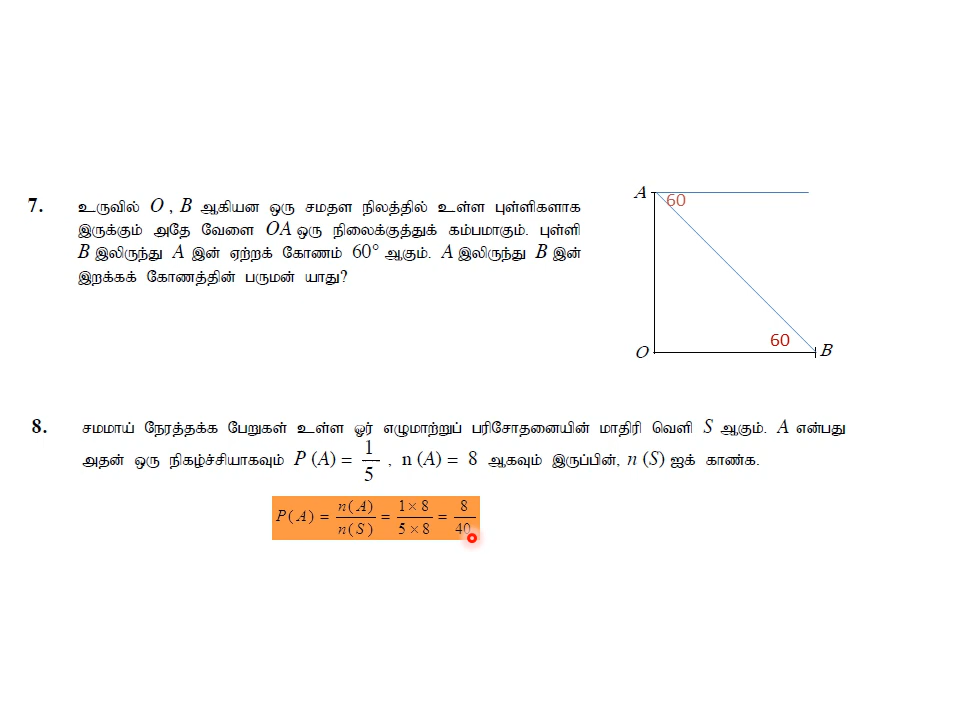 7. உருவில் O , B ஆகியன ஒரு சமதள நிலத்தில் உள்ள புள்ளிகளாக
இருக்கும் அதே வேளை OA ஒரு நிலைக்குத்துக் கம்பமாகும். புள்ளி
B இலிருந்து A இன் ஏற்றக் கோணம் 60° ஆகும். A இலிருந்து B இன்
இறக்கக் கோணத்தின் பருமன் யாது?
A
60
60
O
B
8. சமமாய் நேரத்தக்க பேறுகள் உள்ள ஓர் எழுமாற்றுப் பரிசோதனையின் மாதிரி வெளி S ஆகும். A என்பது
அதன் ஒரு நிகழ்ச்சியாகவும் P (A) = 1/5 , n (A) = 8 ஆகவும் இருப்பின், n (S) ஐக் காண்க.
P(A) = n(A)/n(S) = 1×8/5×8 = 8/40